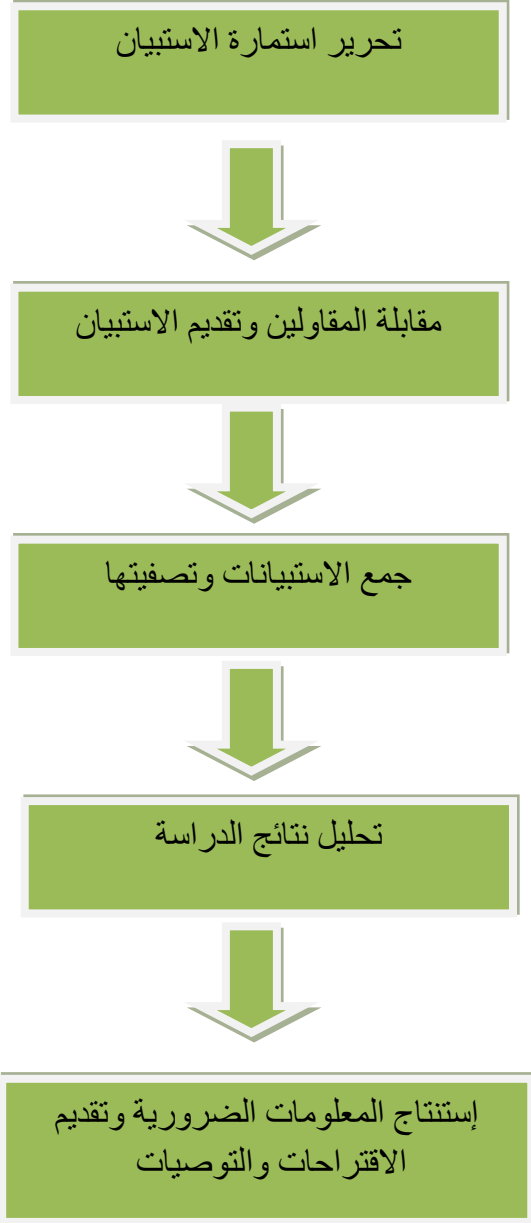 تحرير استمارة الاستبيان
مقابلة المقاولين وتقديم الاستبيان
جمع الاستبيانات وتصفيتها
تحليل نتائج الدراسة
إستنتاج المعلومات الضرورية وتقديم
الاقتراحات والتوصيات